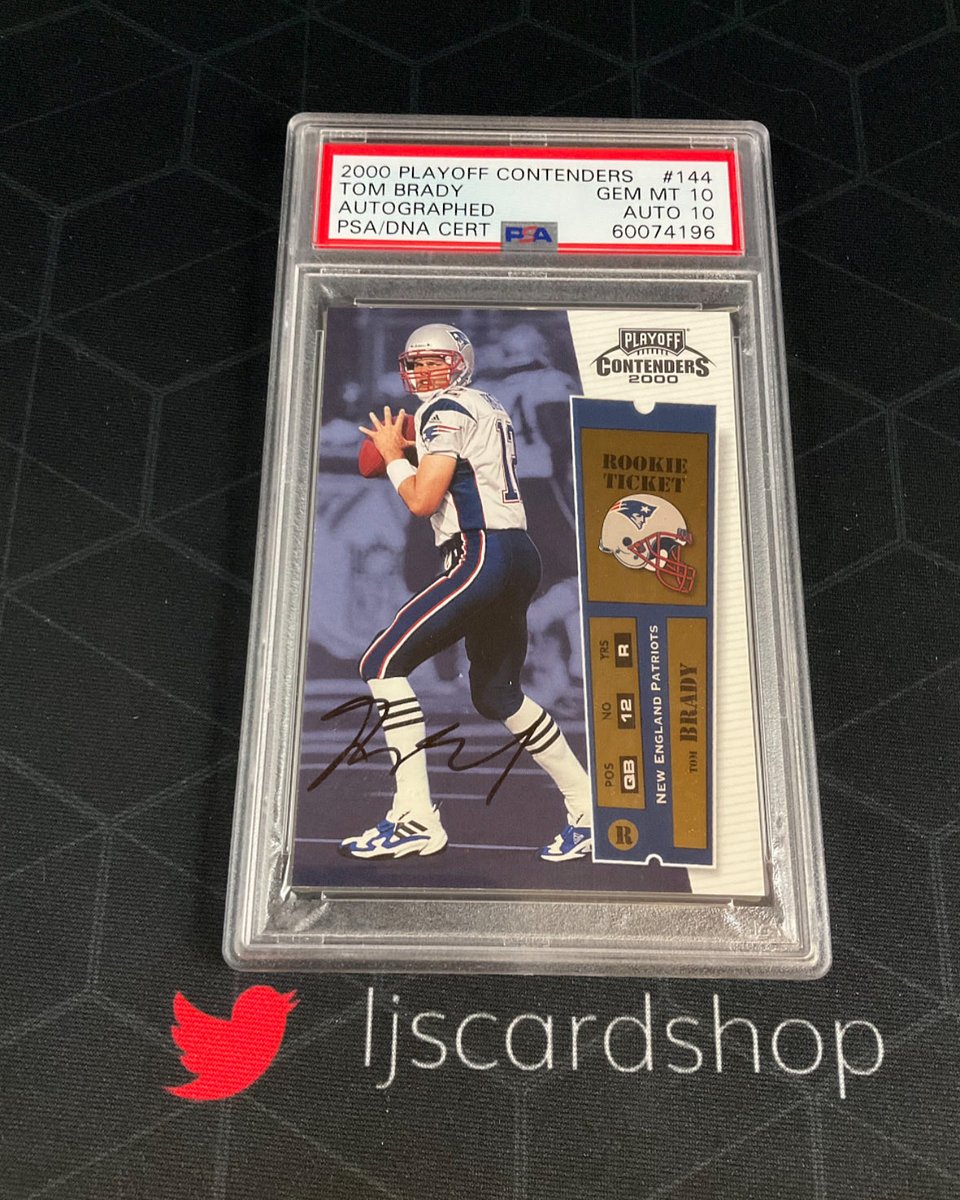 2000 PLAYOFF CONTENDERS #144
TOM BRADY GEM MT 10
AUTOGRAPHED AUTO 10
PSA/DNA CERT PSA 60074196
PLAYOFF
CONTENDERS
2000
ROOKIE
TICKET
12
YRS R
NO 12
POS QB
NEW ENGLAND PATRIOTS
TOM BRADY
R
ljscardshop